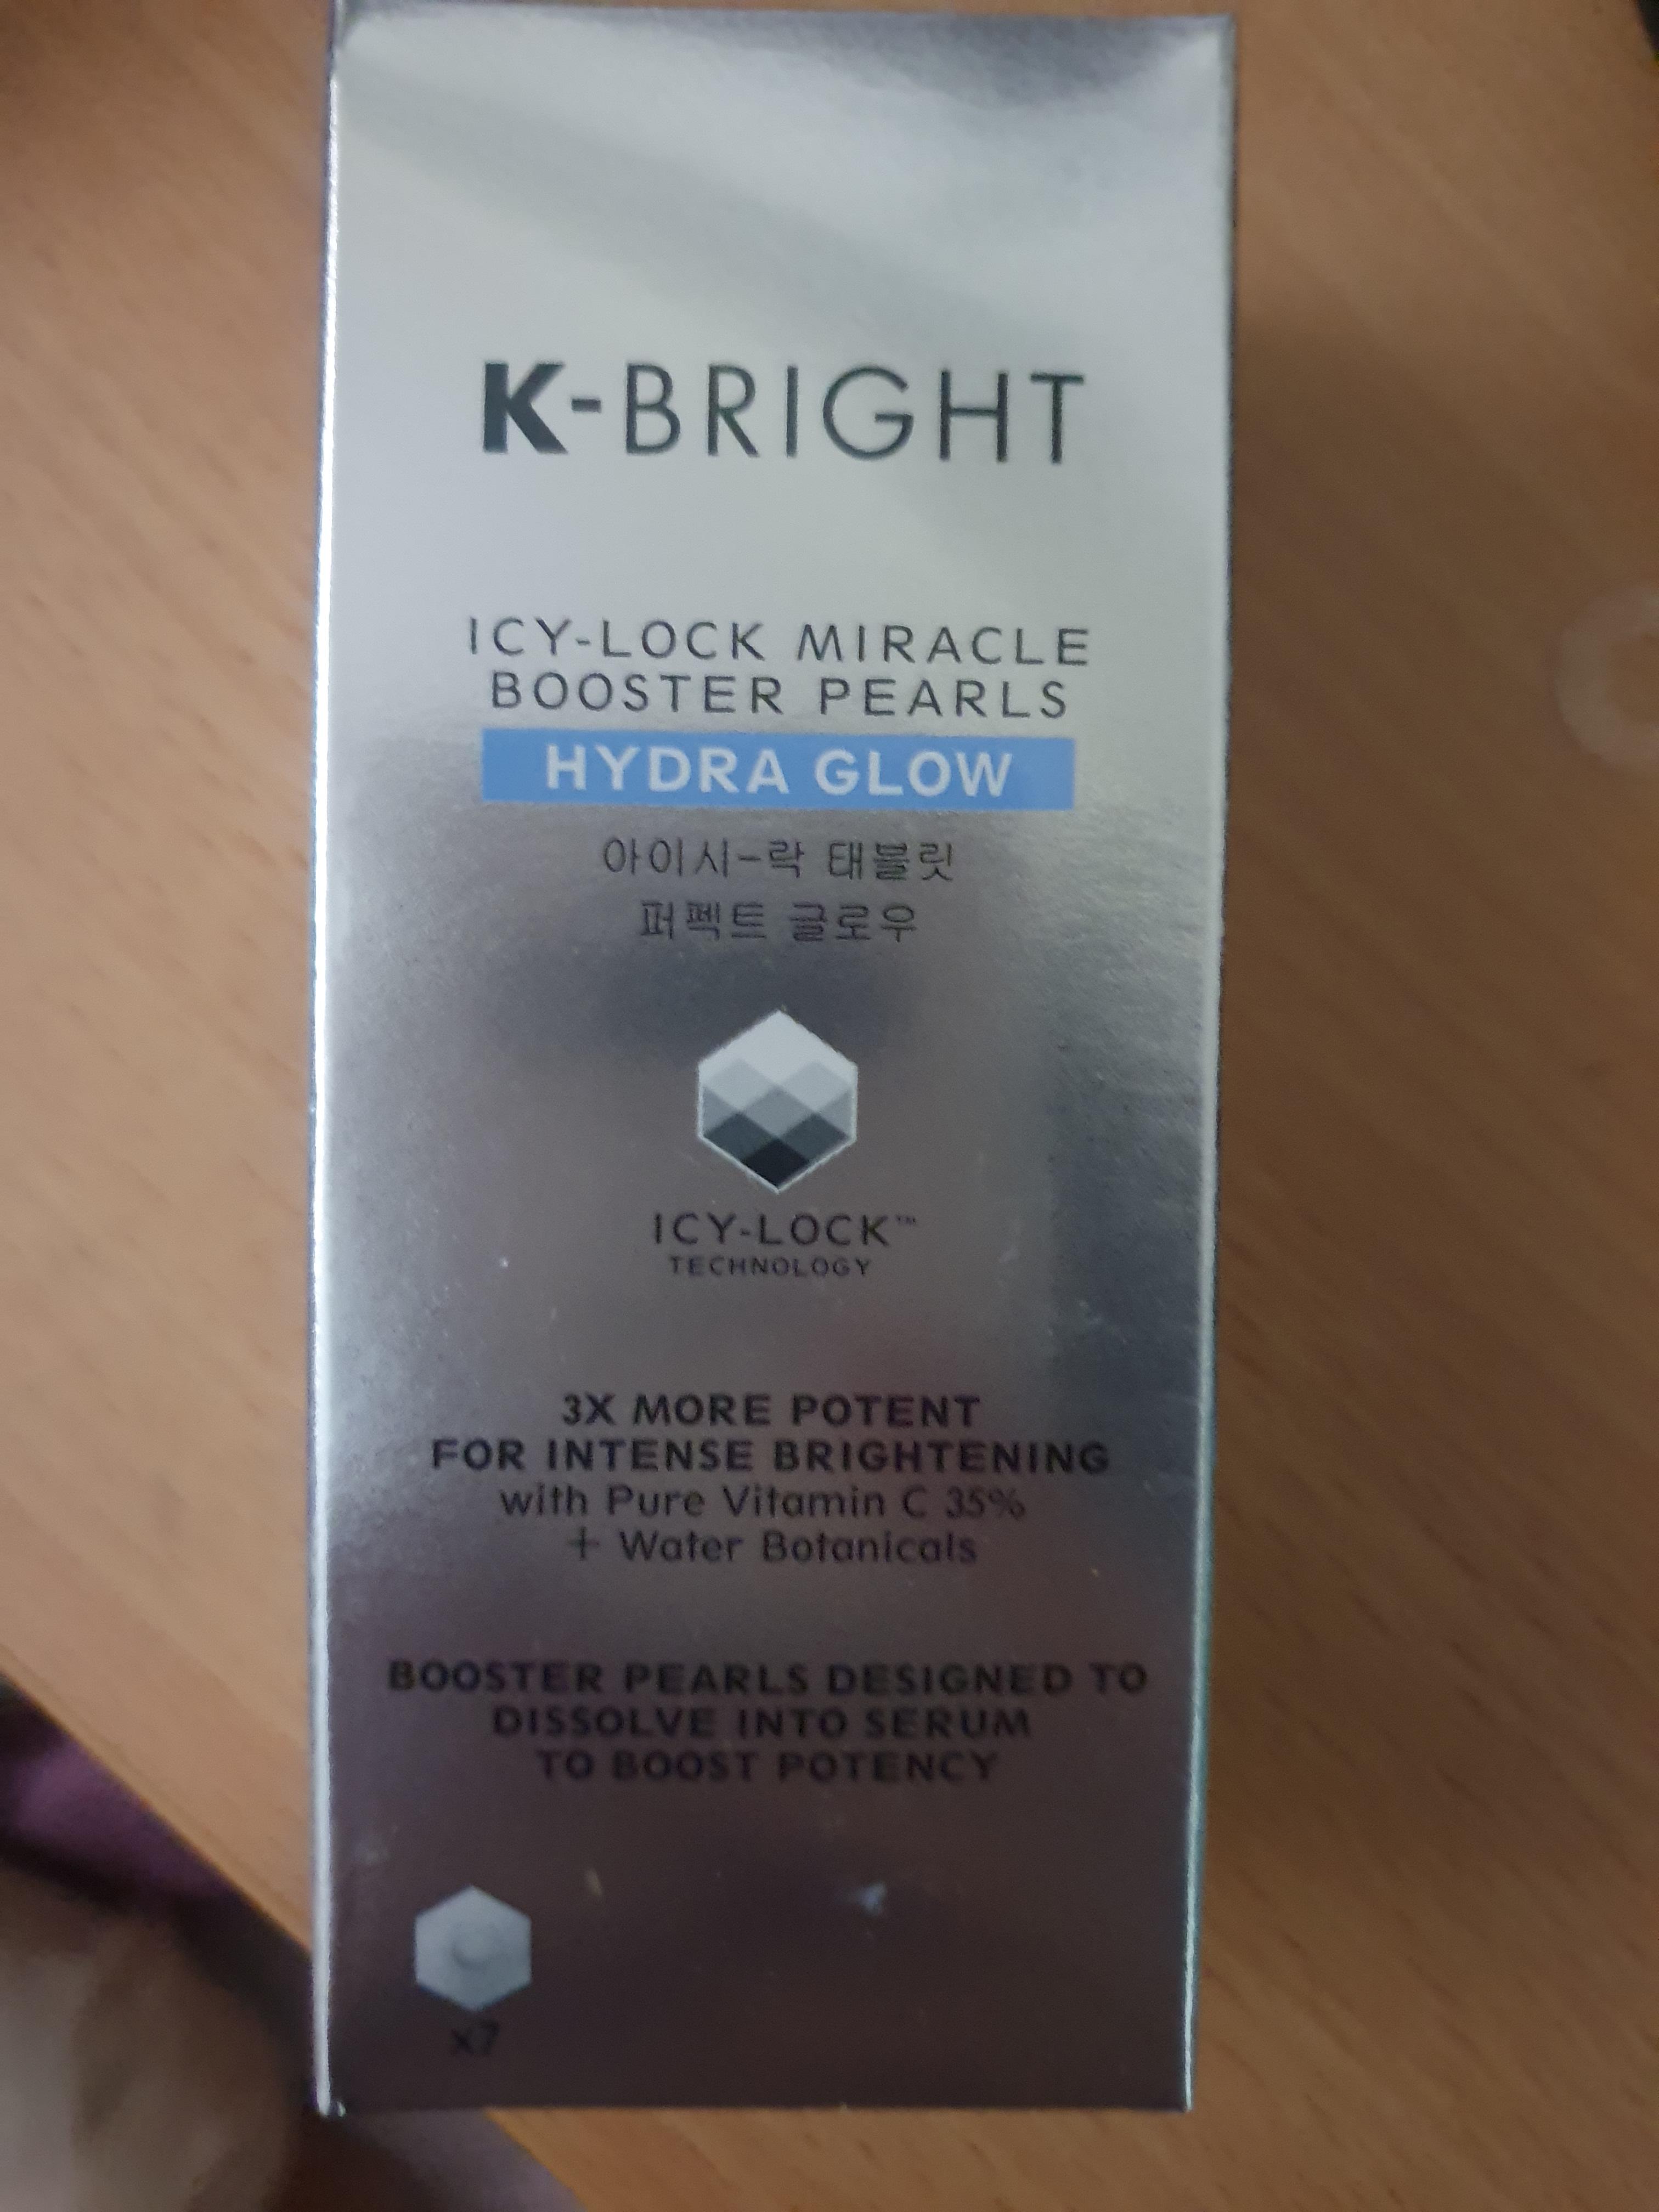 K-BRIGHT
ICY-LOCK MIRACLE
BOOSTER PEARLS
HYDRA GLOW
아이시-락 태블릿
퍼펙트 글로우
ICY-LOCK™
TECHNOLOGY
3X MORE POTENT
FOR INTENSE BRIGHTENING
with Pure Vitamin C 35%
+ Water Botanicals
BOOSTER PEARLS DESIGNED TO
DISSOLVE INTO SERUM
TO BOOST POTENCY
x7